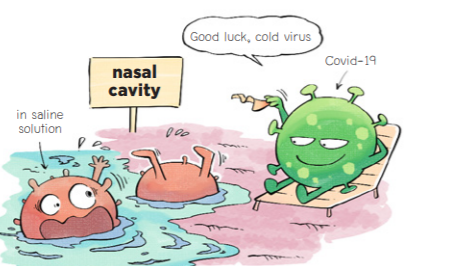 Good luck, cold virus
Covid-19
nasal
cavity
in saline
solution